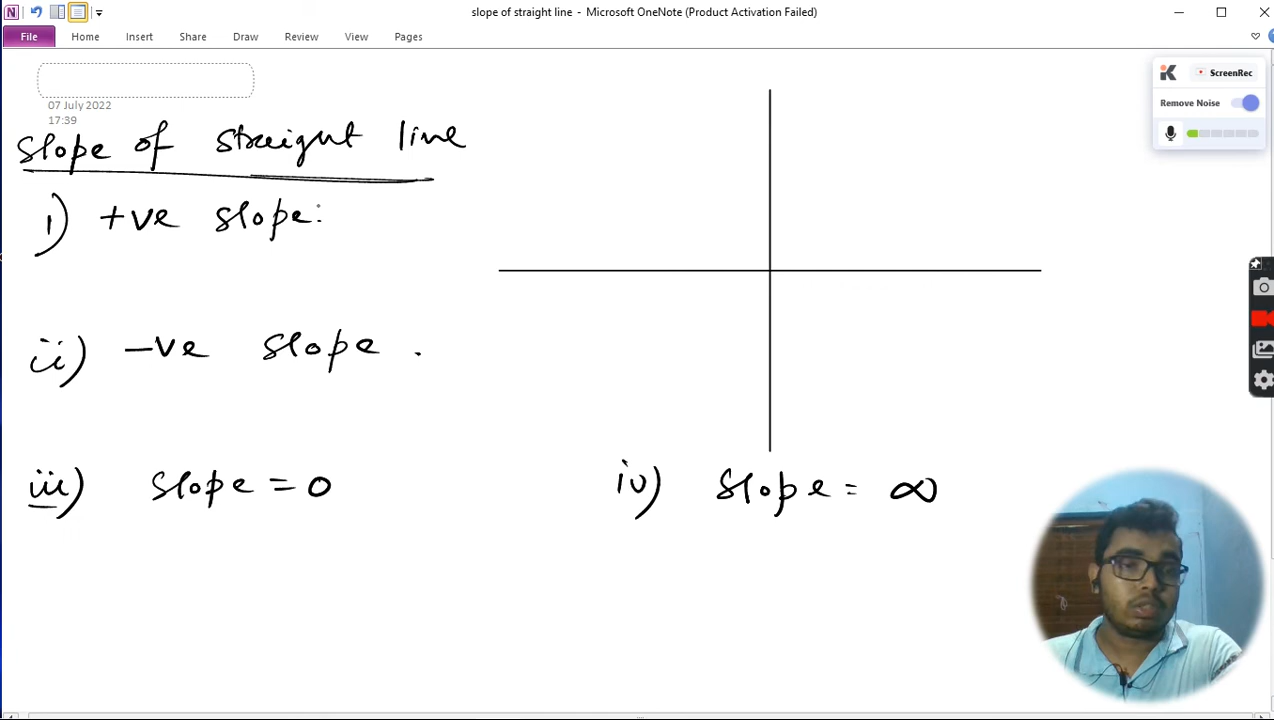 slope of straight line - Microsoft OneNote (Product Activation Failed)
File Home Insert Share Draw Review View Pages
ScreenRec
Remove Noise
07 July 2022
17:39
slope of straight line
i) +ve slope:
ii) -ve slope .
iii) slope = 0
iv) slope = ∞